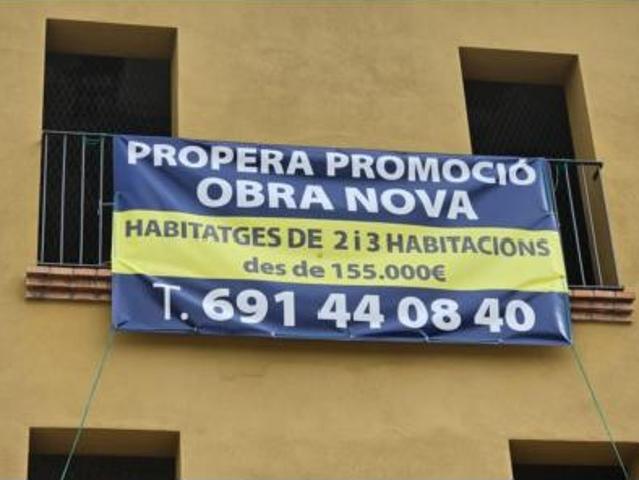 PROPERA PROMOCIÓ
OBRA NOVA
HABITATGES DE 2 i 3 HABITACIONS
des de 155.000€
T. 691 44 08 40